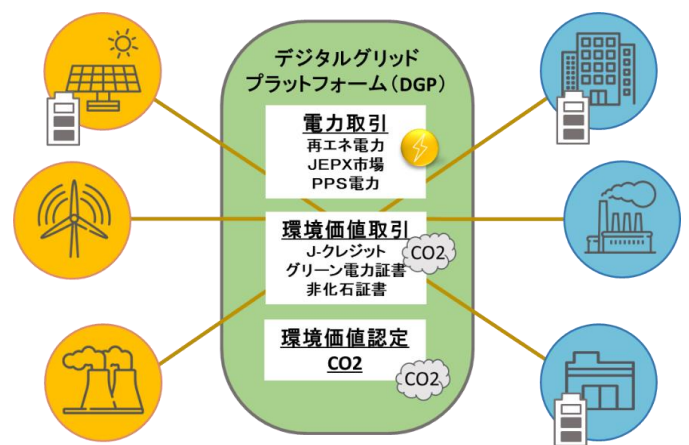 デジタルグリッド
プラットフォーム(DGP)
電力取引
再エネ電力
JEPX市場
PPS電力
環境価値取引
J-クレジット
グリーン電力証書
非化石証書
CO2
環境価値認定
CO2
CO2